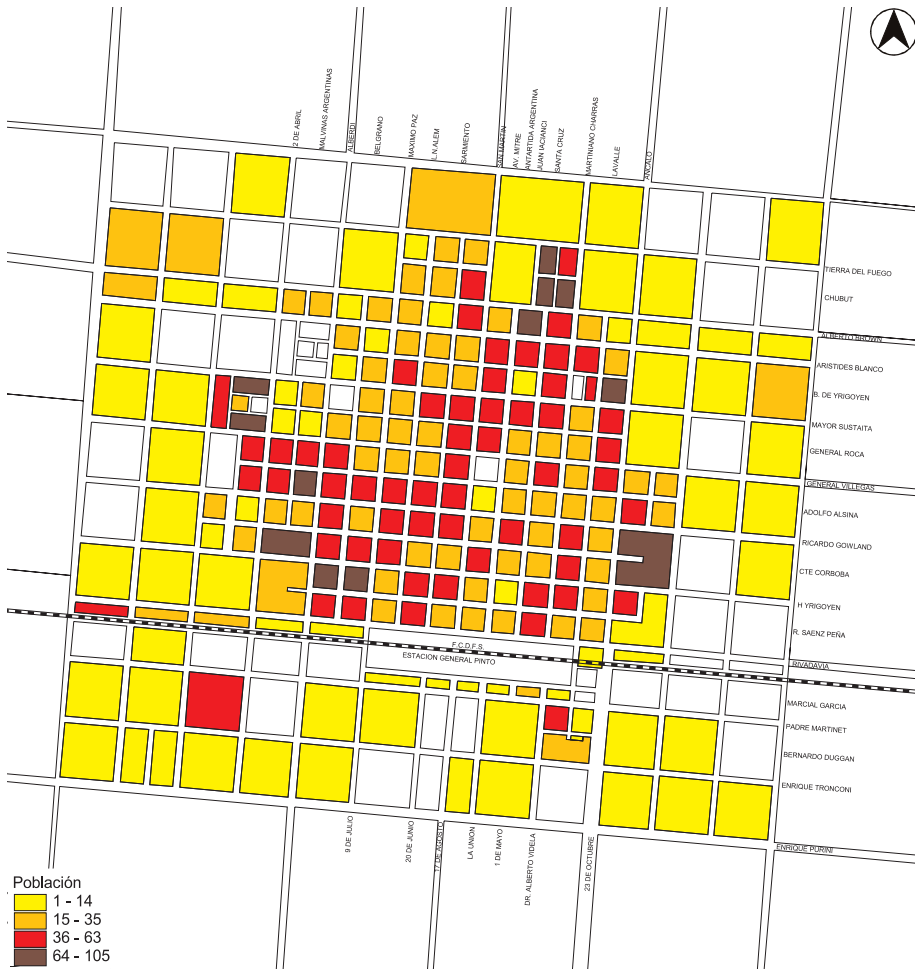 2 DE ABRIL
MALVINAS ARGENTINAS
ALBERDI
BELGRANO
MAXIMO PAZ
L.N.ALEM
SARMIENTO
SAN MARTIN
AV. MITRE
ANTARTIDA ARGENTINA
JUAN IACIANCI
SANTA CRUZ
MARTINIANO CHARRAS
LAVALLE
ANCALO
TIERRA DEL FUEGO
CHUBUT
ALBERTO BROWN
ARISTIDES BLANCO
B. DE YRIGOYEN
MAYOR SUSTAITA
GENERAL ROCA
GENERAL VILLEGAS
ADOLFO ALSINA
RICARDO GOWLAND
CTE CORBOBA
H YRIGOYEN
R. SAENZ PEÑA
F.C.D.F.S.
ESTACION GENERAL PINTO
RIVADAVIA
MARCIAL GARCIA
PADRE MARTINET
BERNARDO DUGGAN
ENRIQUE TRONCONI
ENRIQUE PURINI
9 DE JULIO
20 DE JUNIO
17 DE AGOSTO
LA UNION
1 DE MAYO
DR. ALBERTO VIDELA
23 DE OCTUBRE
Población
1 - 14
15 - 35
36 - 63
64 - 105